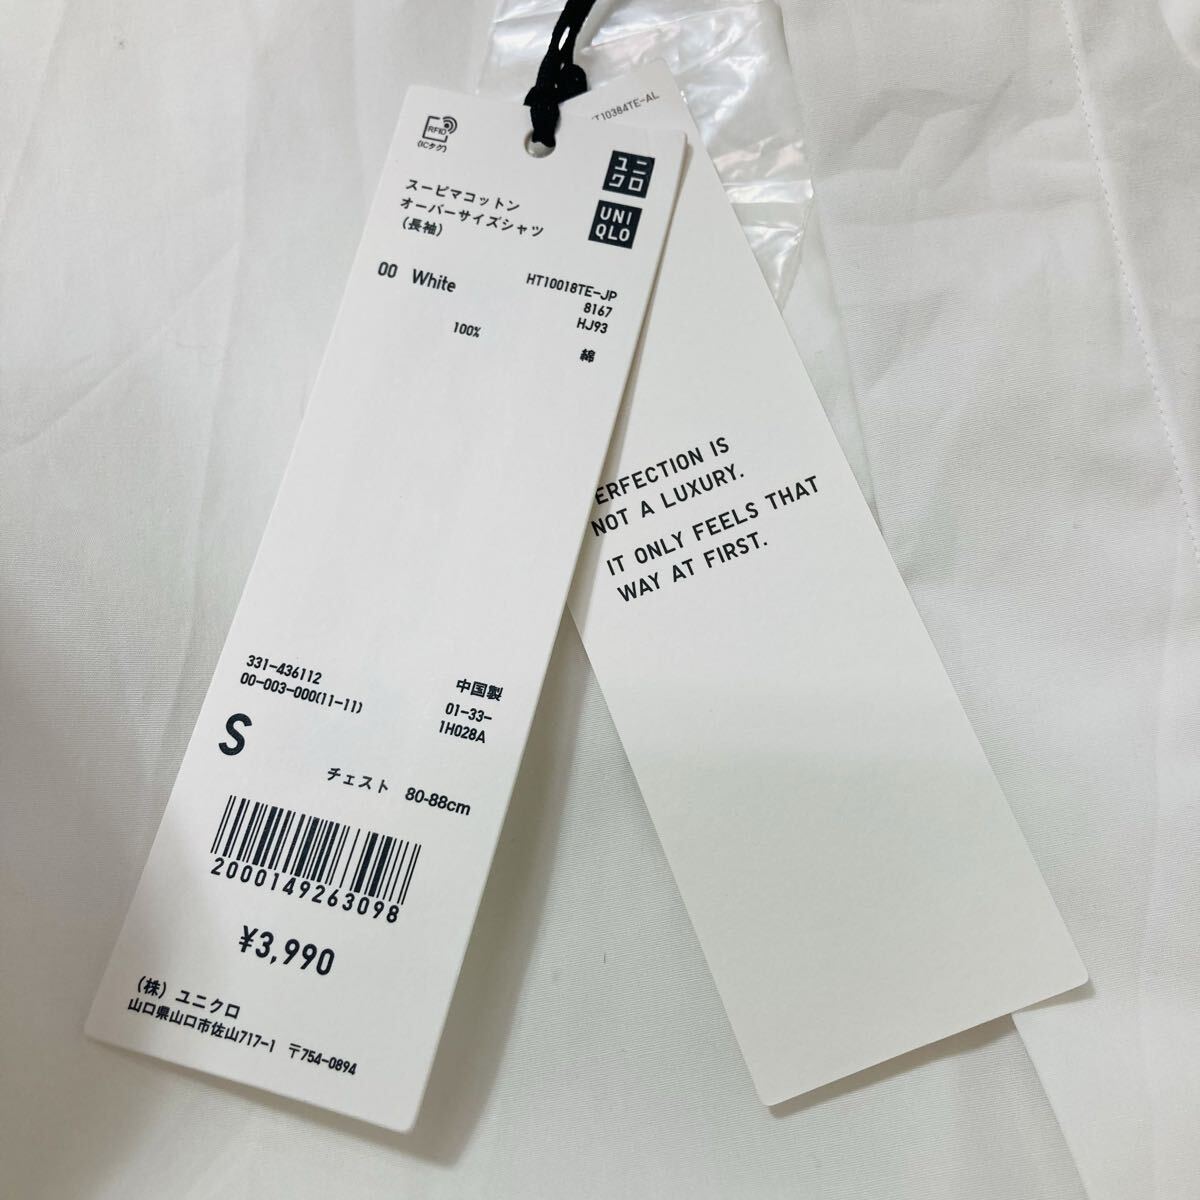 RFID
(ICタグ)
ユニ
クロ
UNI
QLO
スーピマコットン
オーバーサイズシャツ
(長袖)
00 White
HT10018TE-JP
8167
HJ93
100%
綿
331-436112
00-003-000(11-11)
中国製
01-33-
1H028A
S
チェスト 80-88cm
2000149263098
¥3,990
(株) ユニクロ
山口県山口市佐山717-1 〒754-0894
T10384TE-AL
ERFECTION IS
NOT A LUXURY.
IT ONLY FEELS THAT
WAY AT FIRST.